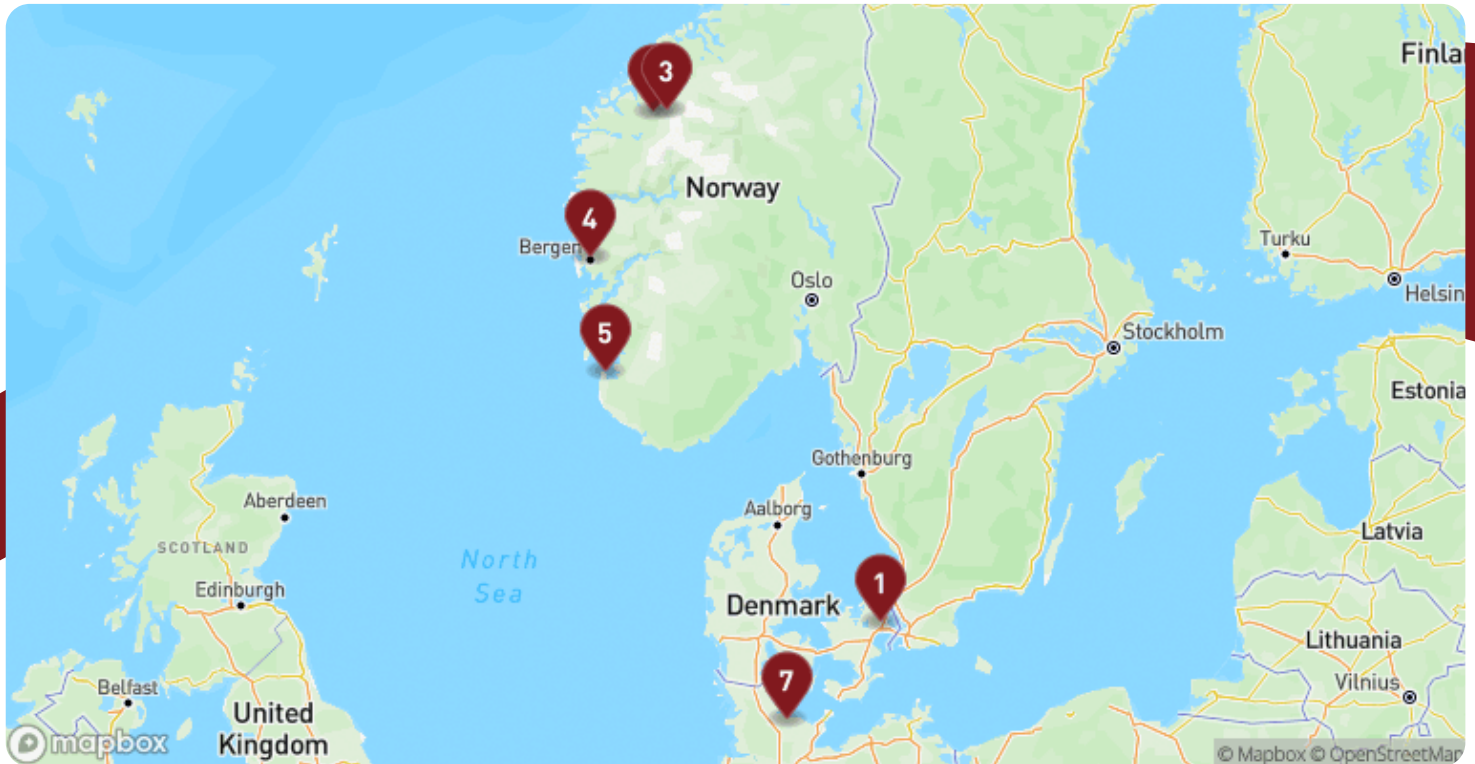 Finla
3
Norway
4
Bergen
Turku
Oslo
Helsin
5
Stockholm
Estonia
Gothenburg
Aberdeen
Aalborg
Latvia
SCOTLAND
North
Sea
1
Edinburgh
Denmark
Lithuania
7
Vilnius
Belfast
United
Kingdom
mapbox
© Mapbox © OpenStreetMap